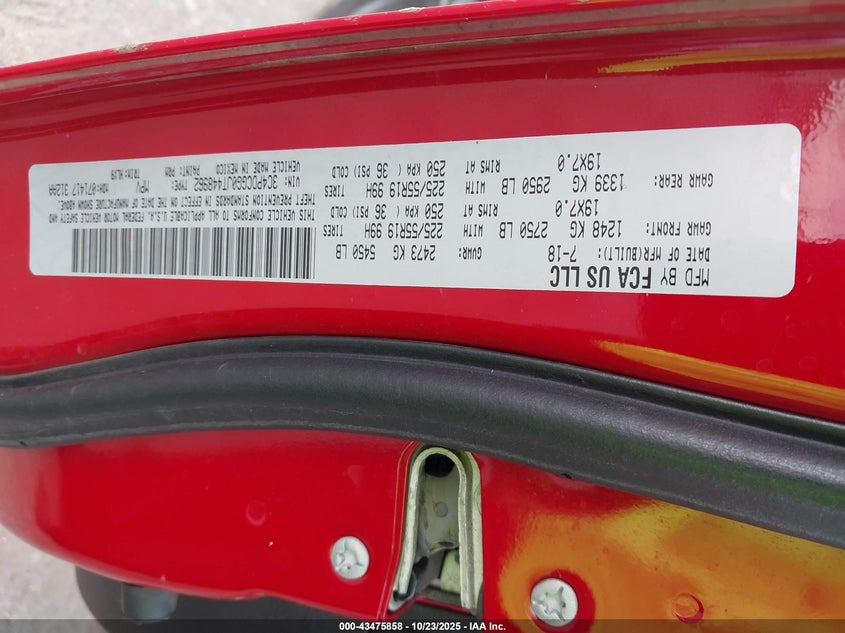 MFD BY FCA US LLC
DATE OF MFR(BUILT): 7-18 GVWR: 2473 KG 5450 LB
GAWR FRONT: 1248 KG 2750 LB WITH 225/55R19 99H TIRES
RIMS AT 19X7.0 250 KPA ( 36 PSI) COLD
GAWR REAR: 1339 KG 2950 LB WITH 225/55R19 99H TIRES
RIMS AT 19X7.0 250 KPA ( 36 PSI) COLD
THIS VEHICLE CONFORMS TO ALL APPLICABLE U.S.A. FEDERAL MOTOR VEHICLE SAFETY AND
THEFT PREVENTION STANDARDS IN EFFECT ON THE DATE OF MANUFACTURE SHOWN ABOVE
VIN: 3C4PDCGG0JT448962 TYPE: MPV MDH: 071417 312AA
VEHICLE MADE IN MEXICO PAINT: PRM TRIM: HLX9
000-43475858 - 10/23/2025 - IAA Inc.